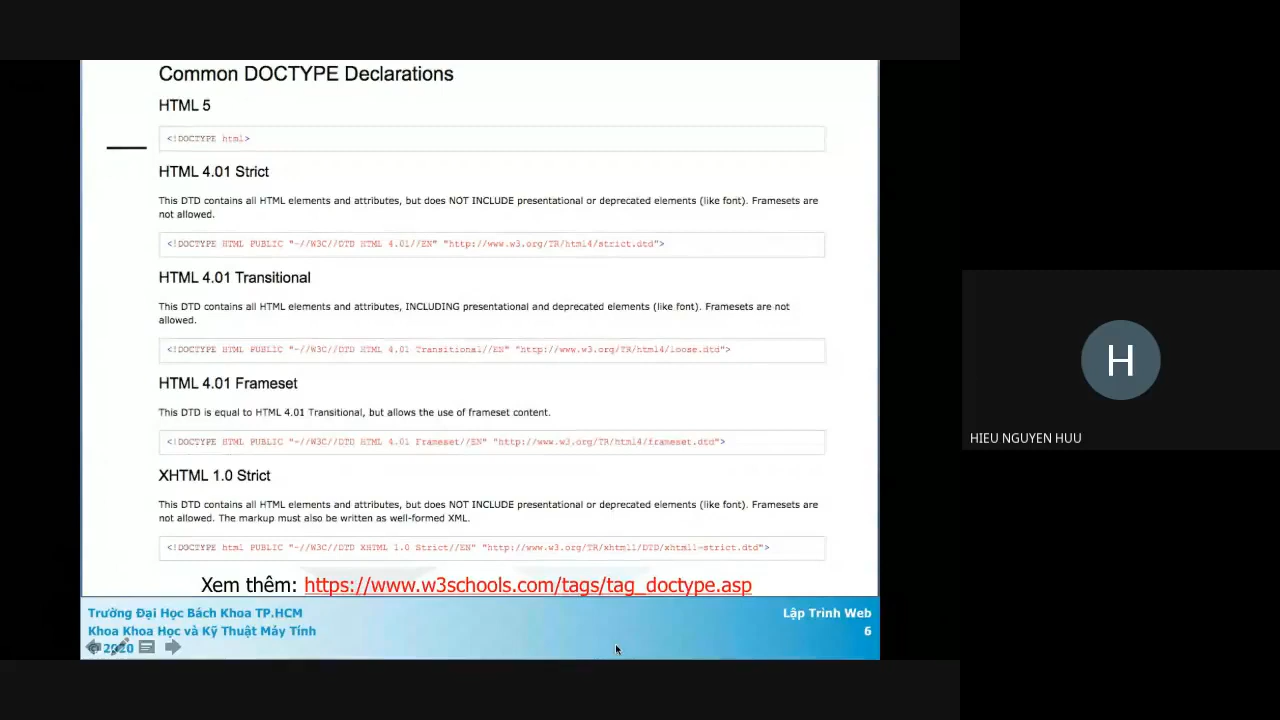 Common DOCTYPE Declarations
HTML 5
<!DOCTYPE html>
HTML 4.01 Strict
This DTD contains all HTML elements and attributes, but does NOT INCLUDE presentational or deprecated elements (like font). Framesets are
not allowed.
<!DOCTYPE HTML PUBLIC "-//W3C//DTD HTML 4.01//EN" "http://www.w3.org/TR/html4/strict.dtd">
HTML 4.01 Transitional
This DTD contains all HTML elements and attributes, INCLUDING presentational and deprecated elements (like font). Framesets are not
allowed.
<!DOCTYPE HTML PUBLIC "-//W3C//DTD HTML 4.01 Transitional//EN" "http://www.w3.org/TR/html4/loose.dtd">
HTML 4.01 Frameset
This DTD is equal to HTML 4.01 Transitional, but allows the use of frameset content.
<!DOCTYPE HTML PUBLIC "-//W3C//DTD HTML 4.01 Frameset//EN" "http://www.w3.org/TR/html4/frameset.dtd">
XHTML 1.0 Strict
This DTD contains all HTML elements and attributes, but does NOT INCLUDE presentational or deprecated elements (like font). Framesets are
not allowed. The markup must also be written as well-formed XML.
<!DOCTYPE html PUBLIC "-//W3C//DTD XHTML 1.0 Strict//EN" "http://www.w3.org/TR/xhtml1/DTD/xhtml1-strict.dtd">
Xem thêm: https://www.w3schools.com/tags/tag_doctype.asp
Trường Đại Học Bách Khoa TP.HCM
Khoa Khoa Học và Kỹ Thuật Máy Tính
© 2020
Lập Trình Web
6
H
HIEU NGUYEN HUU